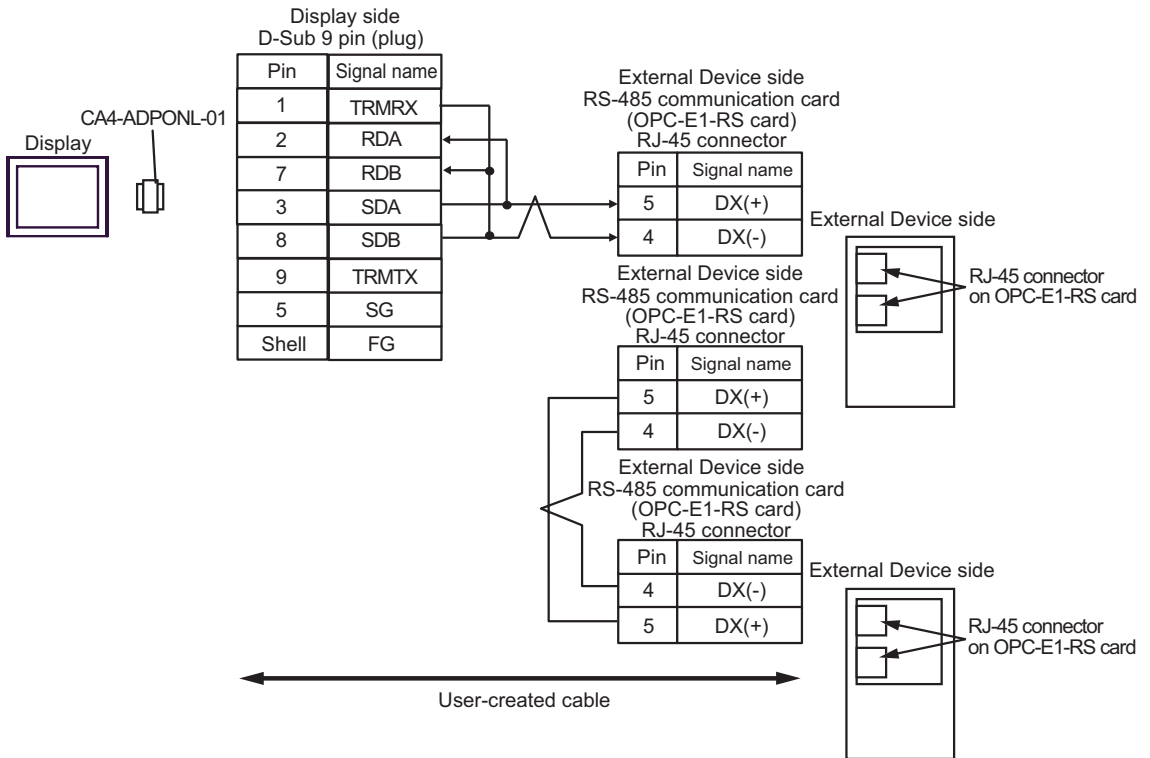 Display side
D-Sub 9 pin (plug)
Pin Signal name
1 TRMRX
2 RDA
7 RDB
3 SDA
8 SDB
9 TRMTX
5 SG
Shell FG
CA4-ADPONL-01
Display
External Device side
RS-485 communication card
(OPC-E1-RS card)
RJ-45 connector
Pin Signal name
5 DX(+)
4 DX(-)
External Device side
RJ-45 connector
on OPC-E1-RS card
External Device side
RS-485 communication card
(OPC-E1-RS card)
RJ-45 connector
Pin Signal name
5 DX(+)
4 DX(-)
External Device side
RS-485 communication card
(OPC-E1-RS card)
RJ-45 connector
Pin Signal name
4 DX(-)
5 DX(+)
External Device side
RJ-45 connector
on OPC-E1-RS card
User-created cable